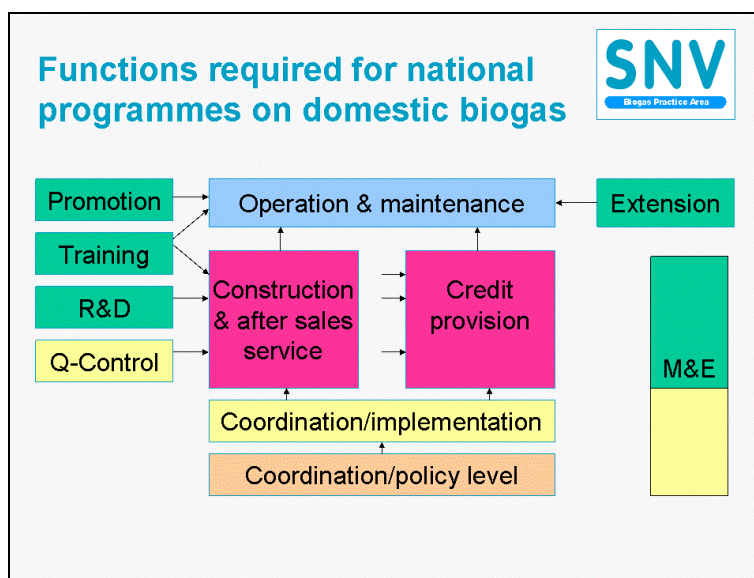 Functions required for national
programmes on domestic biogas
SNV
Biogas Practice Area
Promotion
Operation & maintenance
Extension
Training
Construction
& after sales
service
Credit
provision
R&D
Q-Control
M&E
Coordination/implementation
Coordination/policy level